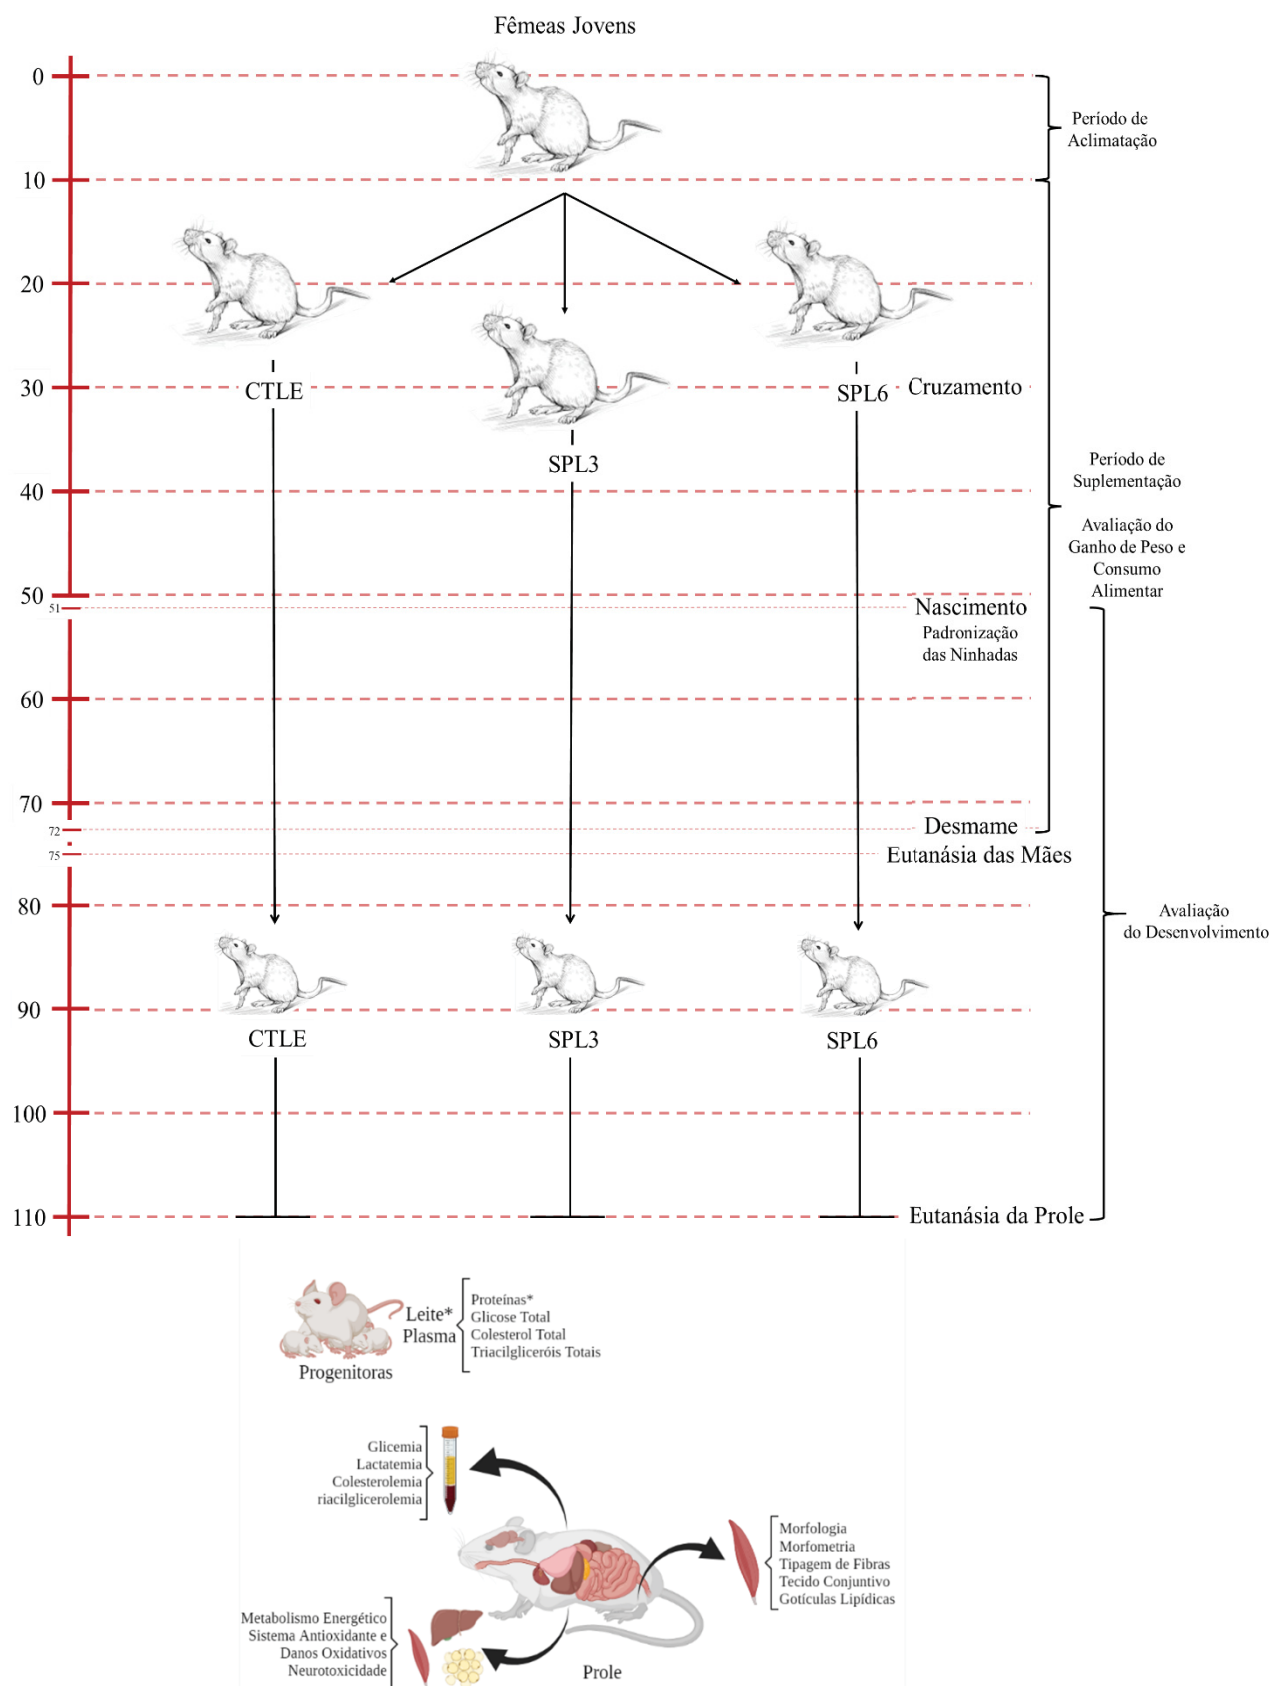 Fêmeas Jovens
0
Período de
Aclimatação
10
20
30
CTLE
SPL6
Cruzamento
SPL3
Período de
Suplementação
40
Avaliação do
Ganho de Peso e
Consumo
Alimentar
50
51
Nascimento
Padronização
das Ninhadas
60
70
72
Desmame
75
Eutanásia das Mães
80
Avaliação
do Desenvolvimento
90
CTLE
SPL3
SPL6
100
110
Eutanásia da Prole
Leite*
Plasma
Proteínas*
Glicose Total
Colesterol Total
Triacilgliceróis Totais
Progenitoras
Glicemia
Lactatemia
Colesterolemia
riacilglicerolemia
Morfologia
Morfometria
Tipagem de Fibras
Tecido Conjuntivo
Gotículas Lipídicas
Metabolismo Energético
Sistema Antioxidante e
Danos Oxidativos
Neurotoxicidade
Prole